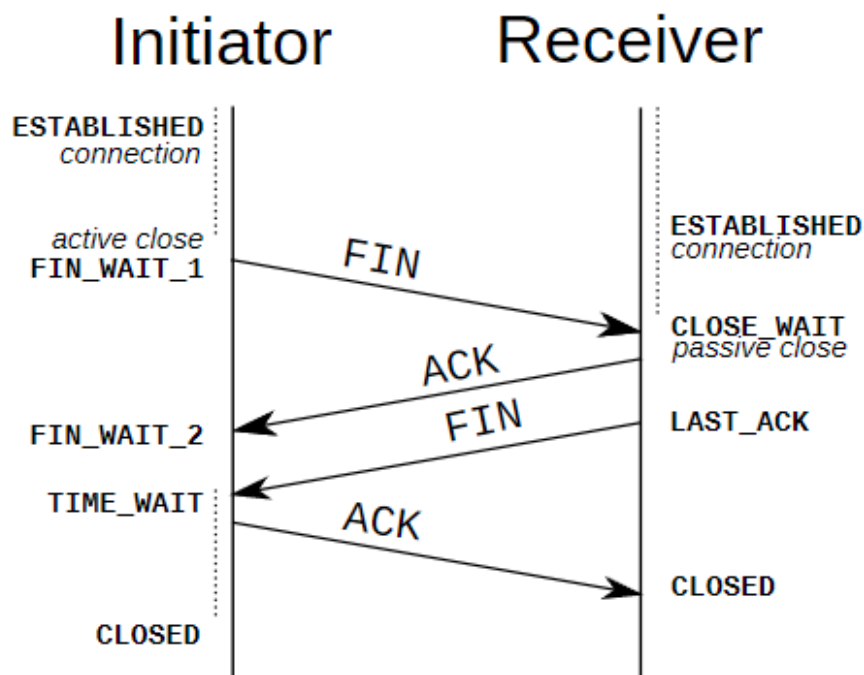 Initiator
Receiver
ESTABLISHED
connection
active close
FIN_WAIT_1
FIN
ESTABLISHED
connection
CLOSE_WAIT
passive close
ACK
FIN_WAIT_2
FIN
LAST_ACK
TIME_WAIT
ACK
CLOSED
CLOSED